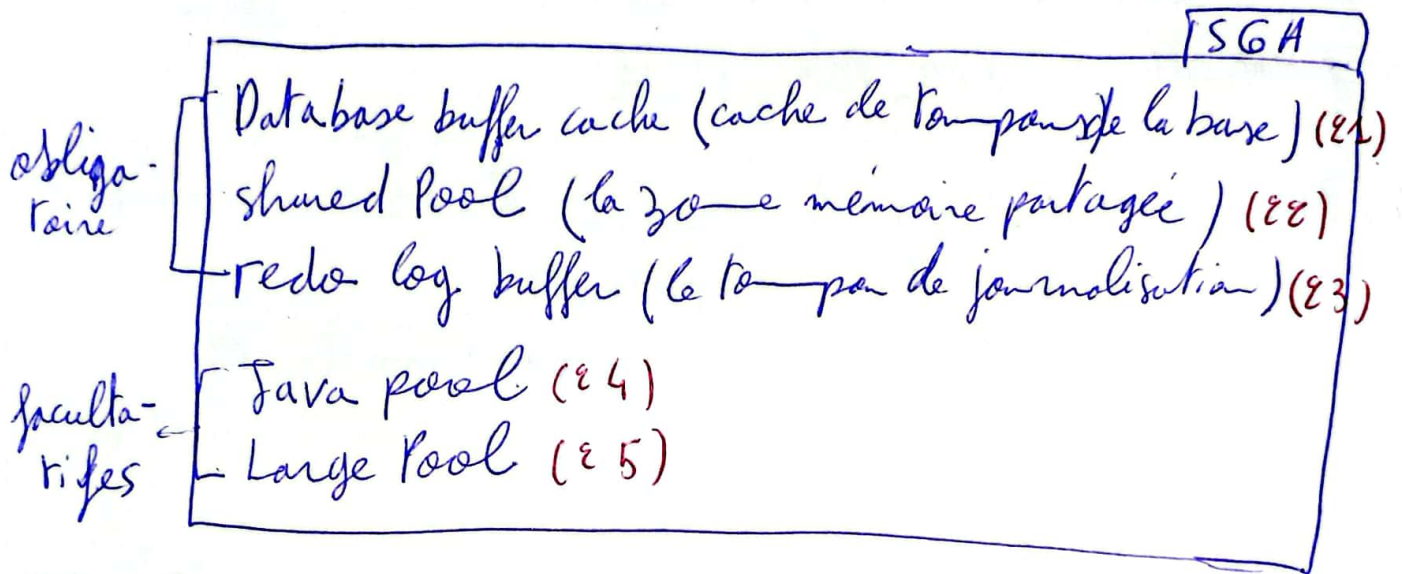 SGA
Database buffer cache (cache de tampons de la base) (ε1)
obliga-
toire
shared Pool (la zone mémoire partagée) (ε2)
redo log buffer (le tampon de journalisation) (ε3)
Java pool (ε4)
faculta-
tifes
Large Pool (ε5)